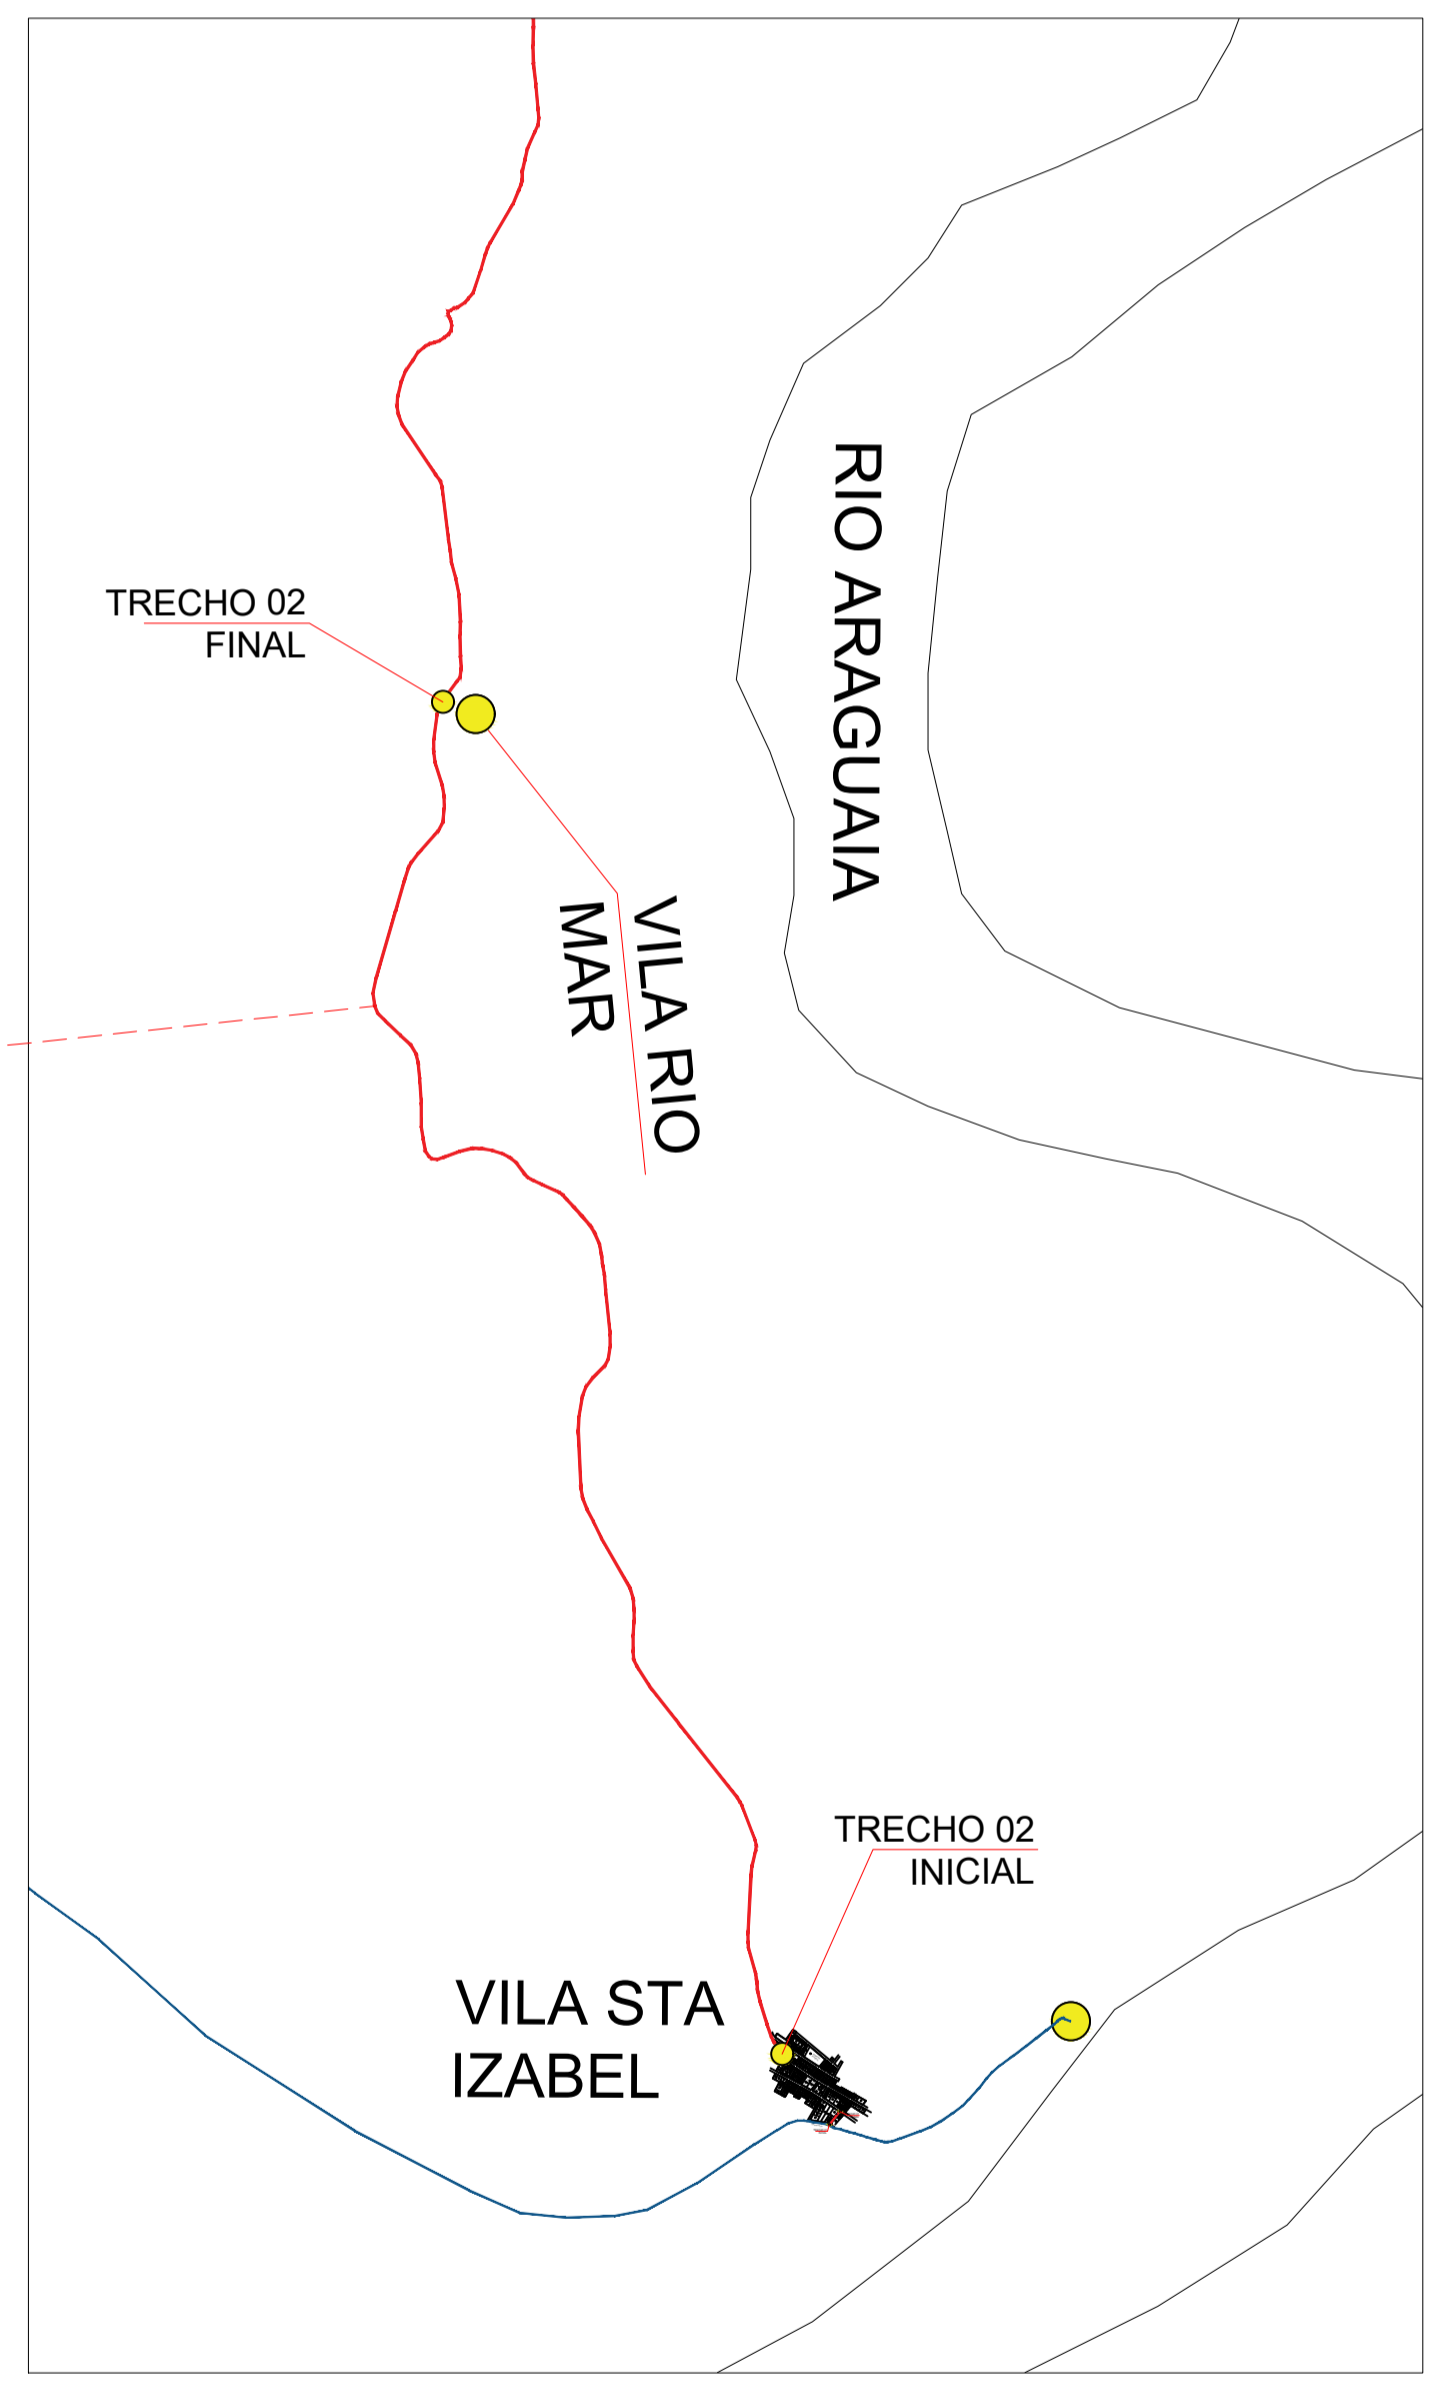 RIO ARAGUAIA
TRECHO 02
FINAL
VILA RIO
MAR
TRECHO 02
INICIAL
VILA STA
IZABEL